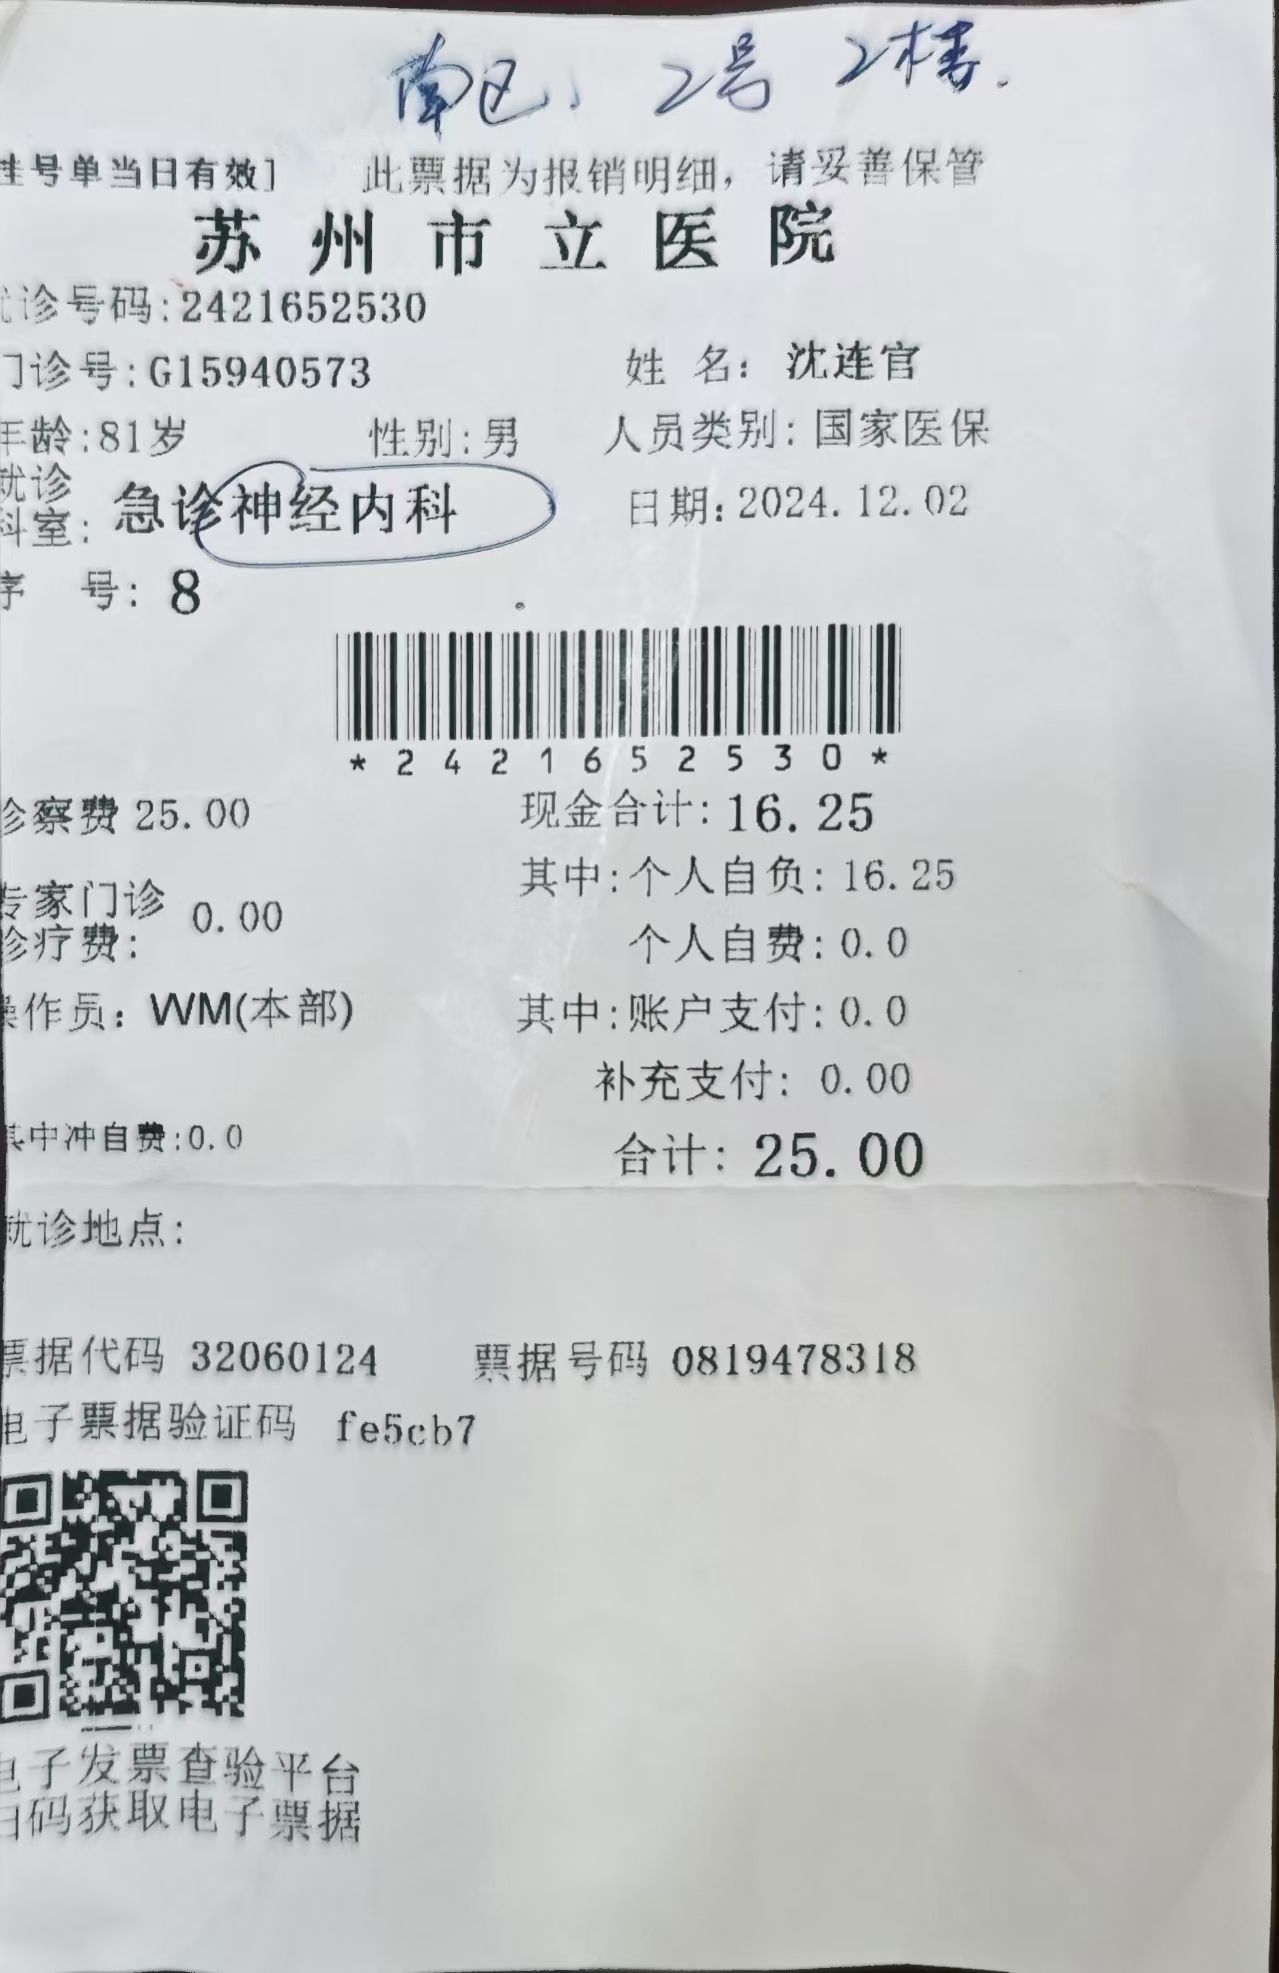 南区, 2号 2楼.
挂号单当日有效] 此票据为报销明细，请妥善保管
苏州市立医院
就诊号码:2421652530
门诊号:G15940573 姓 名: 沈连官
年龄:81岁 性别:男 人员类别:国家医保
就诊
科室: 急诊神经内科 日期:2024.12.02
序 号: 8
*2421652530*
诊察费 25.00 现金合计:16.25
其中:个人自负:16.25
专家门诊
诊疗费: 0.00 个人自费:0.0
操作员: WM(本部) 其中:账户支付:0.0
补充支付: 0.00
其中冲自费:0.0 合计: 25.00
就诊地点:
票据代码 32060124 票据号码 0819478318
电子票据验证码 fe5cb7
电子发票查验平台
扫码获取电子票据